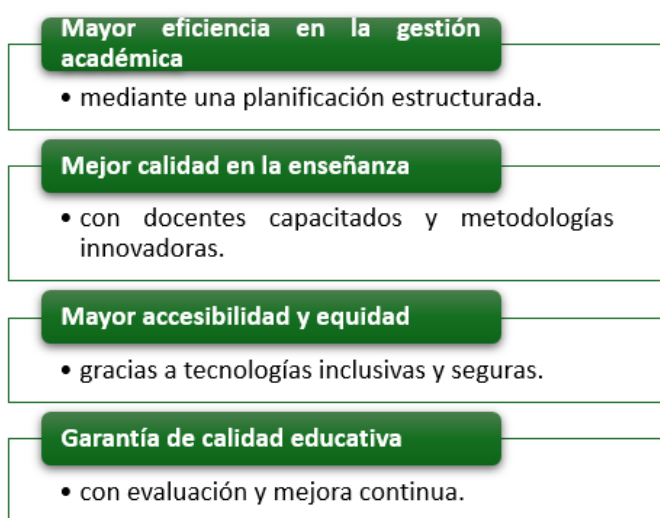 Mayor eficiencia en la gestión
académica
• mediante una planificación estructurada.
Mejor calidad en la enseñanza
• con docentes capacitados y metodologías
innovadoras.
Mayor accesibilidad y equidad
• gracias a tecnologías inclusivas y seguras.
Garantía de calidad educativa
• con evaluación y mejora continua.